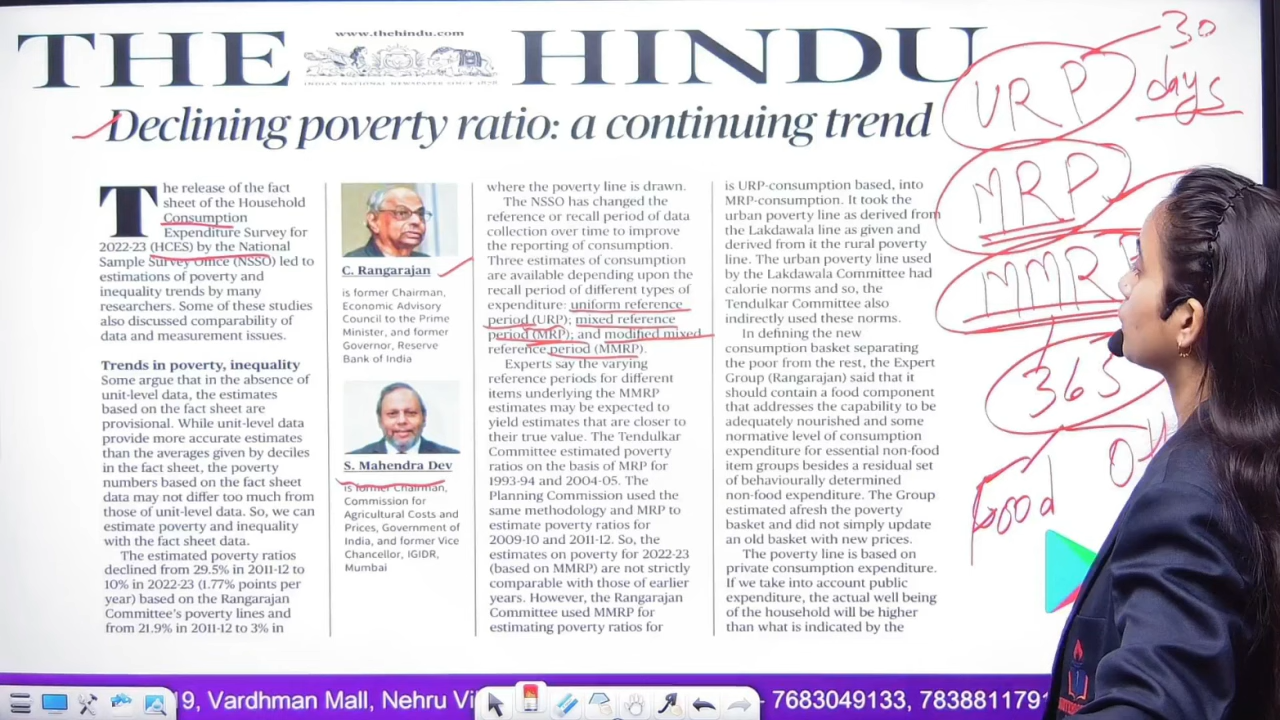 www.thehindu.com
THE HINDU
INDIA'S NATIONAL NEWSPAPER SINCE 1878
Declining poverty ratio: a continuing trend
The release of the fact
sheet of the Household
Consumption
Expenditure Survey for
2022-23 (HCES) by the National
Sample Survey Office (NSSO) led to
estimations of poverty and
inequality trends by many
researchers. Some of these studies
also discussed comparability of
data and measurement issues.
Trends in poverty, inequality
Some argue that in the absence of
unit-level data, the estimates
based on the fact sheet are
provisional. While unit-level data
provide more accurate estimates
than the averages given by deciles
in the fact sheet, the poverty
numbers based on the fact sheet
data may not differ too much from
those of unit-level data. So, we can
estimate poverty and inequality
with the fact sheet data.
The estimated poverty ratios
declined from 29.5% in 2011-12 to
10% in 2022-23 (1.77% points per
year) based on the Rangarajan
Committee's poverty lines and
from 21.9% in 2011-12 to 3% in
C. Rangarajan
is former Chairman,
Economic Advisory
Council to the Prime
Minister, and former
Governor, Reserve
Bank of India
S. Mahendra Dev
is former Chairman,
Commission for
Agricultural Costs and
Prices, Government of
India, and former Vice
Chancellor, IGIDR,
Mumbai
where the poverty line is drawn.
The NSSO has changed the
reference or recall period of data
collection over time to improve
the reporting of consumption.
Three estimates of consumption
are available depending upon the
recall period of different types of
expenditure: uniform reference
period (URP); mixed reference
period (MRP); and modified mixed
reference period (MMRP).
Experts say the varying
reference periods for different
items underlying the MMRP
estimates may be expected to
yield estimates that are closer to
their true value. The Tendulkar
Committee estimated poverty
ratios on the basis of MRP for
1993-94 and 2004-05. The
Planning Commission used the
same methodology and MRP to
estimate poverty ratios for
2009-10 and 2011-12. So, the
estimates on poverty for 2022-23
(based on MMRP) are not strictly
comparable with those of earlier
years. However, the Rangarajan
Committee used MMRP for
estimating poverty ratios for
is URP-consumption based, into
MRP-consumption. It took the
urban poverty line as derived from
the Lakdawala line as given and
derived from it the rural poverty
line. The urban poverty line used
by the Lakdawala Committee had
calorie norms and so, the
Tendulkar Committee also
indirectly used these norms.
In defining the new
consumption basket separating
the poor from the rest, the Expert
Group (Rangarajan) said that it
should contain a food component
that addresses the capability to be
adequately nourished and some
normative level of consumption
expenditure for essential non-food
item groups besides a residual set
of behaviourally determined
non-food expenditure. The Group
estimated afresh the poverty
basket and did not simply update
an old basket with new prices.
The poverty line is based on
private consumption expenditure.
If we take into account public
expenditure, the actual well being
of the household will be higher
than what is indicated by the
30
days
URP
MRP
MMR
365
food
19, Vardhman Mall, Nehru Vi
- 7683049133, 7838811791